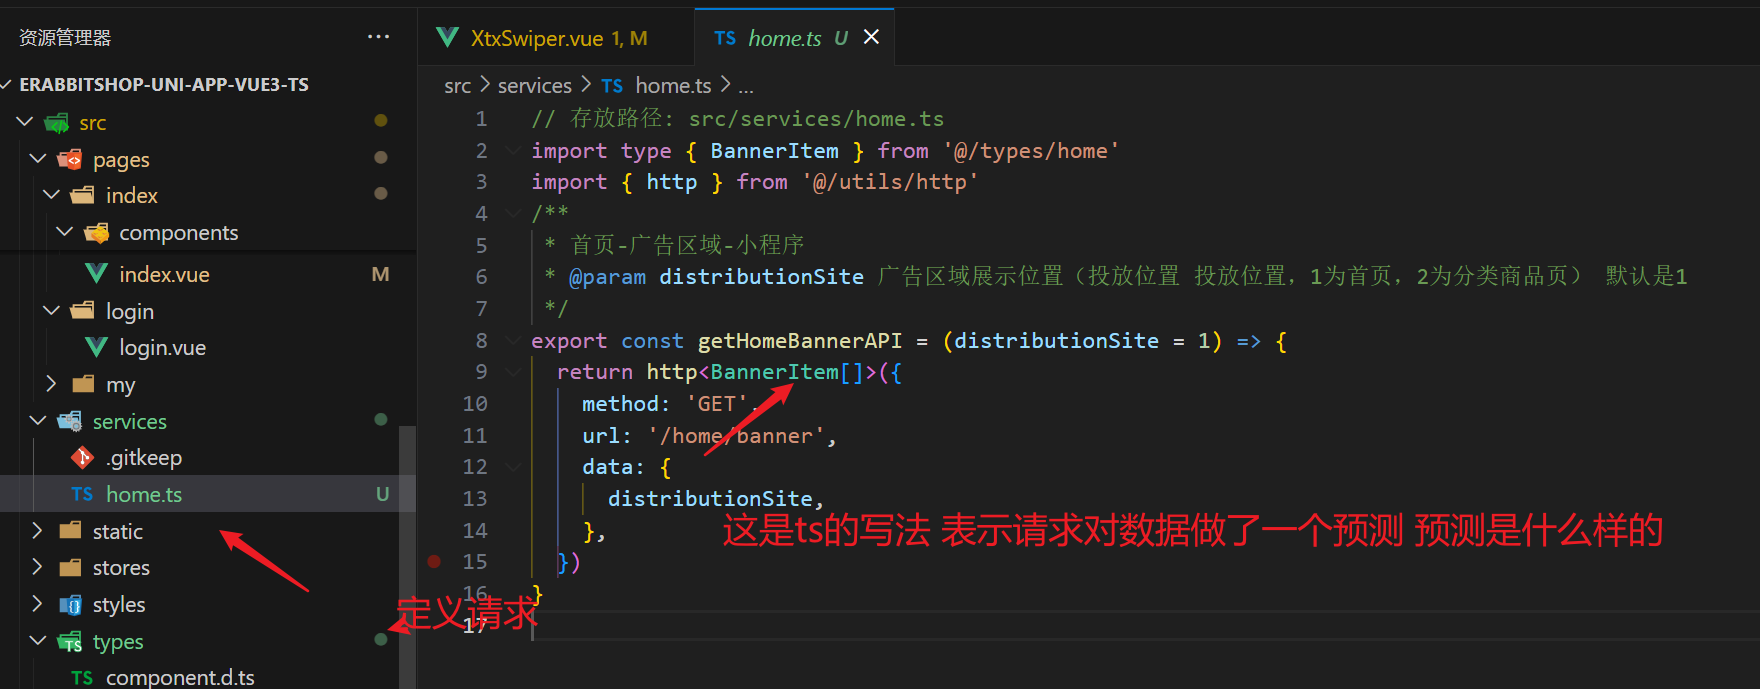 资源管理器 ...
ERABBITSHOP-UNI-APP-VUE3-TS
src
pages
index
components
index.vue M
login
login.vue
my
services
.gitkeep
TS home.ts U
static
stores
styles
types
TS component.d.ts
XtxSwiper.vue 1, M
TS home.ts U
src > services > TS home.ts > ...
1 // 存放路径: src/services/home.ts
2 import type { BannerItem } from '@/types/home'
3 import { http } from '@/utils/http'
4 /**
5 * 首页-广告区域-小程序
6 * @param distributionSite 广告区域展示位置（投放位置 投放位置，1为首页，2为分类商品页） 默认是1
7 */
8 export const getHomeBannerAPI = (distributionSite = 1) => {
9 return http<BannerItem[]>({
10 method: 'GET',
11 url: '/home/banner',
12 data: {
13 distributionSite,
14 },
15 })
16 }
17
这是ts的写法 表示请求对数据做了一个预测 预测是什么样的
定义请求